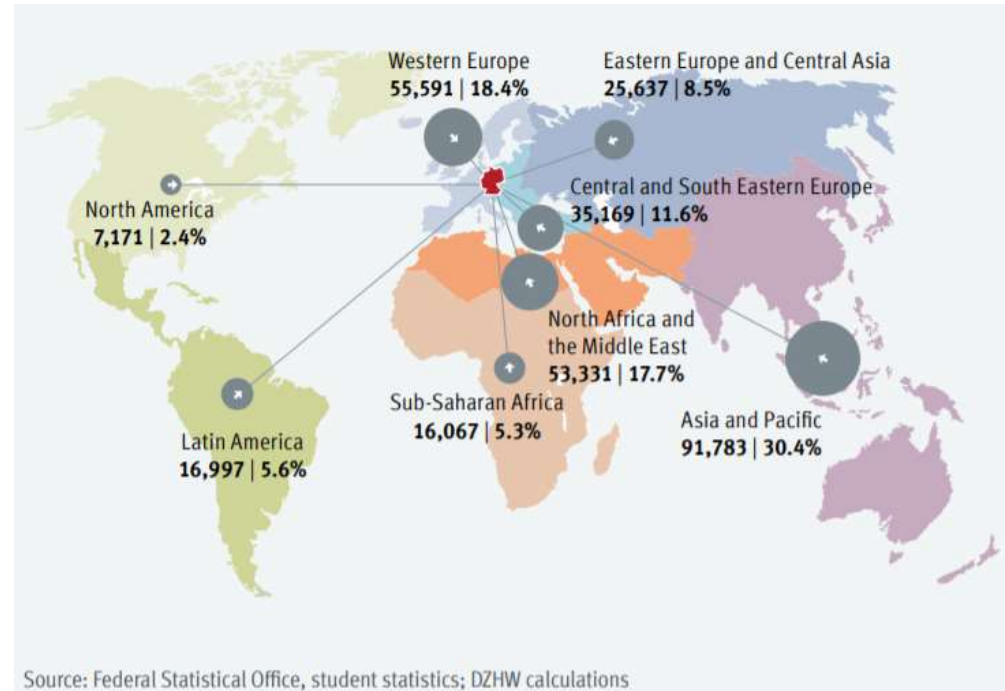 Western Europe
55,591 | 18.4%
Eastern Europe and Central Asia
25,637 | 8.5%
North America
7,171 | 2.4%
Central and South Eastern Europe
35,169 | 11.6%
North Africa and
the Middle East
53,331 | 17.7%
Sub-Saharan Africa
16,067 | 5.3%
Latin America
16,997 | 5.6%
Asia and Pacific
91,783 | 30.4%
Source: Federal Statistical Office, student statistics; DZHW calculations